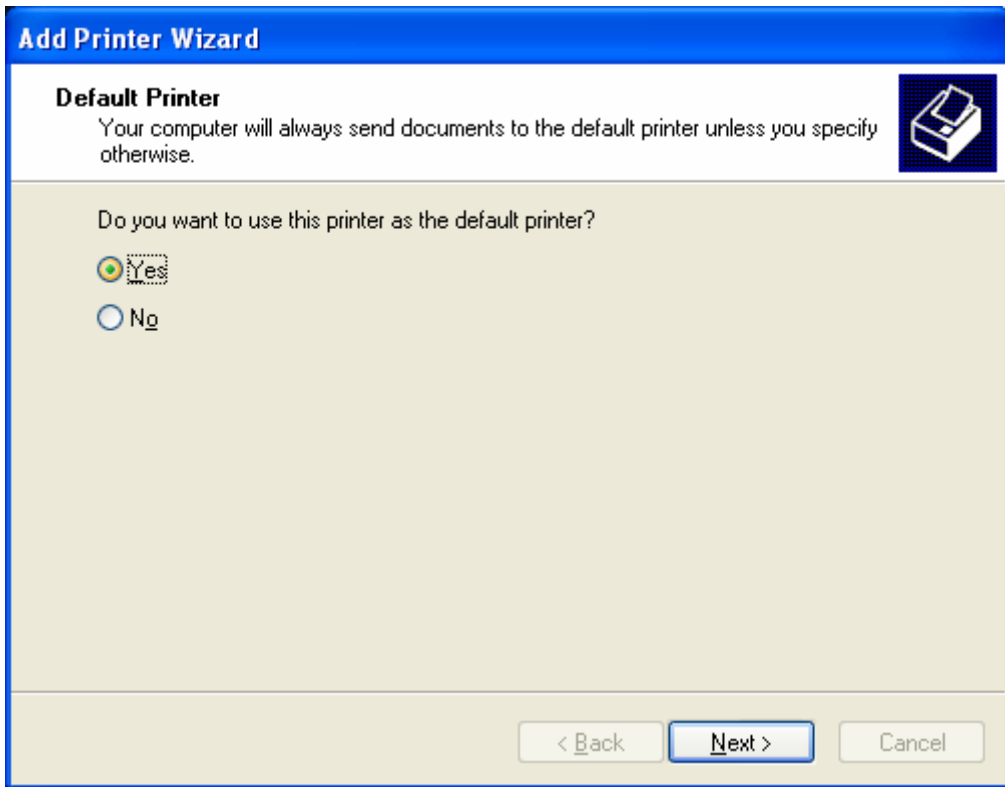 Add Printer Wizard
Default Printer
Your computer will always send documents to the default printer unless you specify
otherwise.
Do you want to use this printer as the default printer?
Yes
No
< Back Next > Cancel